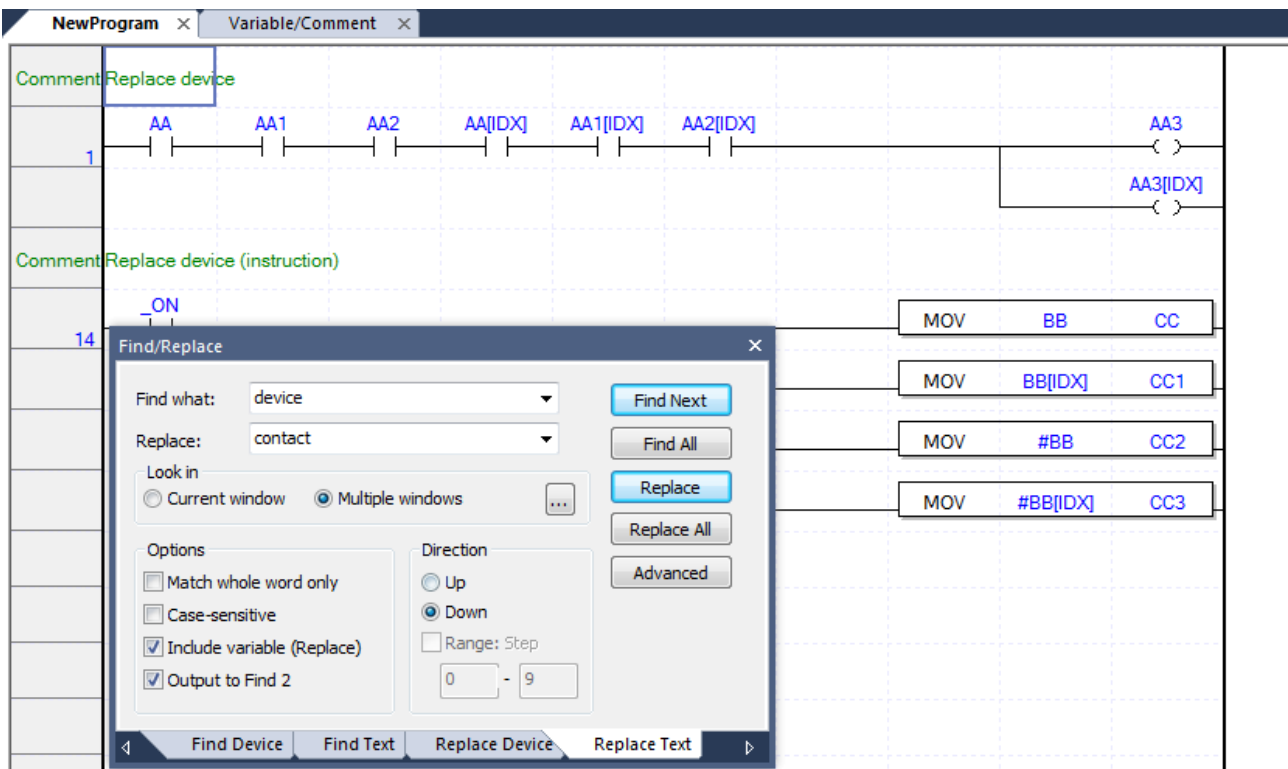 NewProgram
Variable/Comment
Comment Replace device
AA AA1 AA2 AA[IDX] AA1[IDX] AA2[IDX] AA3
1
AA3[IDX]
Comment Replace device (instruction)
_ON
14
MOV BB CC
MOV BB[IDX] CC1
MOV #BB CC2
MOV #BB[IDX] CC3
Find/Replace
Find what: device
Find Next
Replace: contact
Find All
Look in
Current window Multiple windows ...
Replace
Replace All
Advanced
Options
Match whole word only
Case-sensitive
Include variable (Replace)
Output to Find 2
Direction
Up
Down
Range: Step
0 - 9
Find Device Find Text Replace Device Replace Text